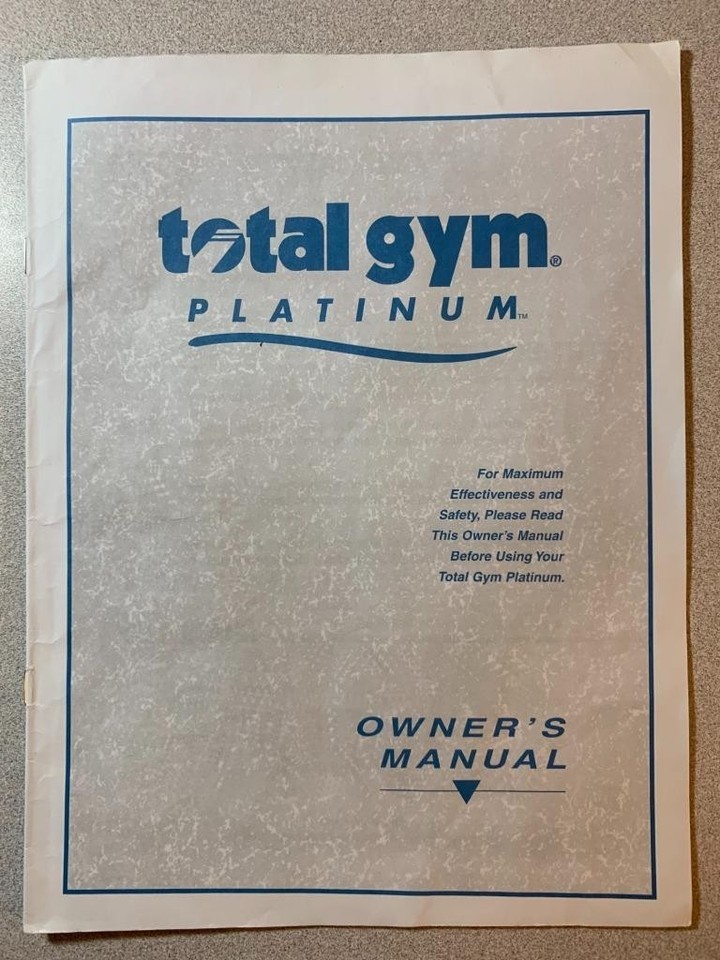 total gym®
PLATINUM™
For Maximum
Effectiveness and
Safety, Please Read
This Owner's Manual
Before Using Your
Total Gym Platinum.
OWNER'S
MANUAL